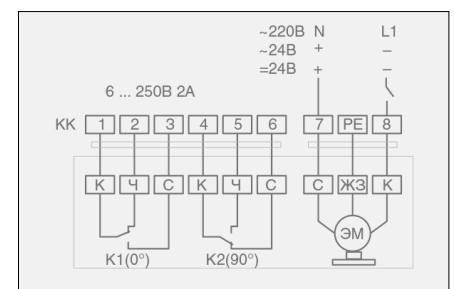 ~220В N L1
~24В + –
=24В + –
6 ... 250В 2А
КК 1 2 3 4 5 6 7 PE 8
К Ч С К Ч С С ЖЗ К
ЭМ
К1(0°) К2(90°)